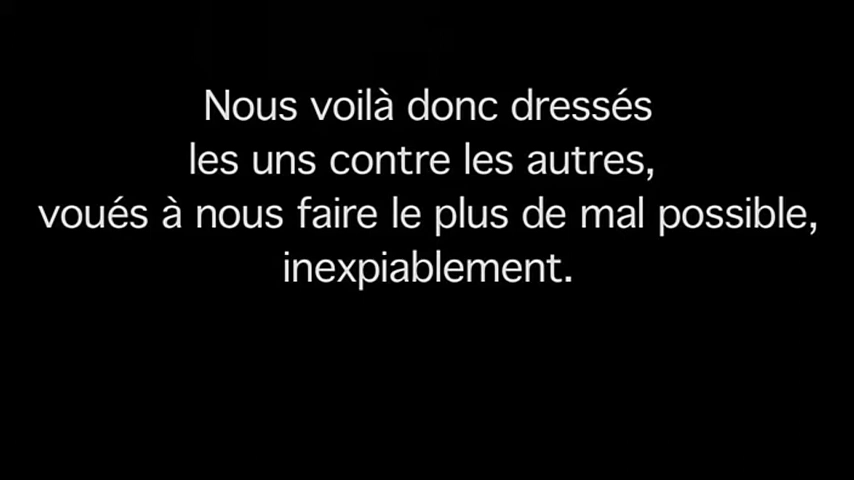 Nous voilà donc dressés
les uns contre les autres,
voués à nous faire le plus de mal possible,
inexpiablement.